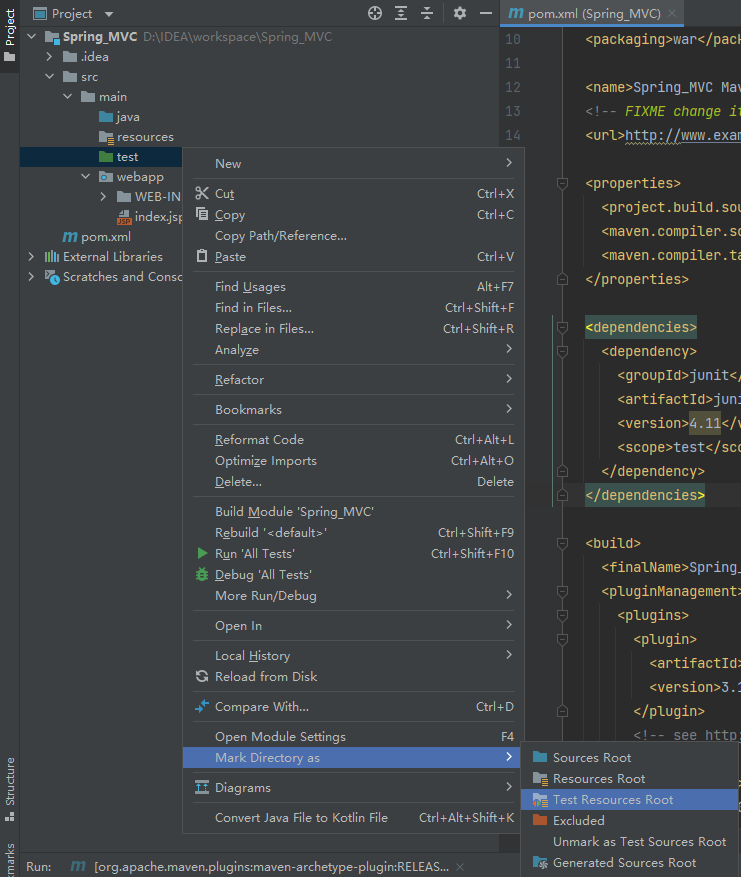 Project
pom.xml (Spring_MVC)
Project
Spring_MVC D:\IDEA\workspace\Spring_MVC
.idea
src
main
java
resources
test
webapp
WEB-IN
index.jsp
pom.xml
External Libraries
Scratches and Consc
New
Cut Ctrl+X
Copy Ctrl+C
Copy Path/Reference...
Paste Ctrl+V
Find Usages Alt+F7
Find in Files... Ctrl+Shift+F
Replace in Files... Ctrl+Shift+R
Analyze
Refactor
Bookmarks
Reformat Code Ctrl+Alt+L
Optimize Imports Ctrl+Alt+O
Delete... Delete
Build Module 'Spring_MVC'
Rebuild '<default>' Ctrl+Shift+F9
Run 'All Tests' Ctrl+Shift+F10
Debug 'All Tests'
More Run/Debug
Open In
Local History
Reload from Disk
Compare With... Ctrl+D
Open Module Settings F4
Mark Directory as
Diagrams
Convert Java File to Kotlin File Ctrl+Alt+Shift+K
Sources Root
Resources Root
Test Resources Root
Excluded
Unmark as Test Sources Root
Generated Sources Root
10 <packaging>war</pack
11
12 <name>Spring_MVC Mav
13 <!-- FIXME change it
14 <url>http://www.exam
<properties>
<project.build.sou
<maven.compiler.so
<maven.compiler.ta
</properties>
<dependencies>
<dependency>
<groupId>junit</
<artifactId>juni
<version>4.11</v
<scope>test</sco
</dependency>
</dependencies>
<build>
<finalName>Spring_
<pluginManagement>
<plugins>
<plugin>
<artifactId>
<version>3.1
</plugin>
<!-- see http:
Structure
kmarks
Run: [org.apache.maven.plugins:maven-archetype-plugin:RELEAS...